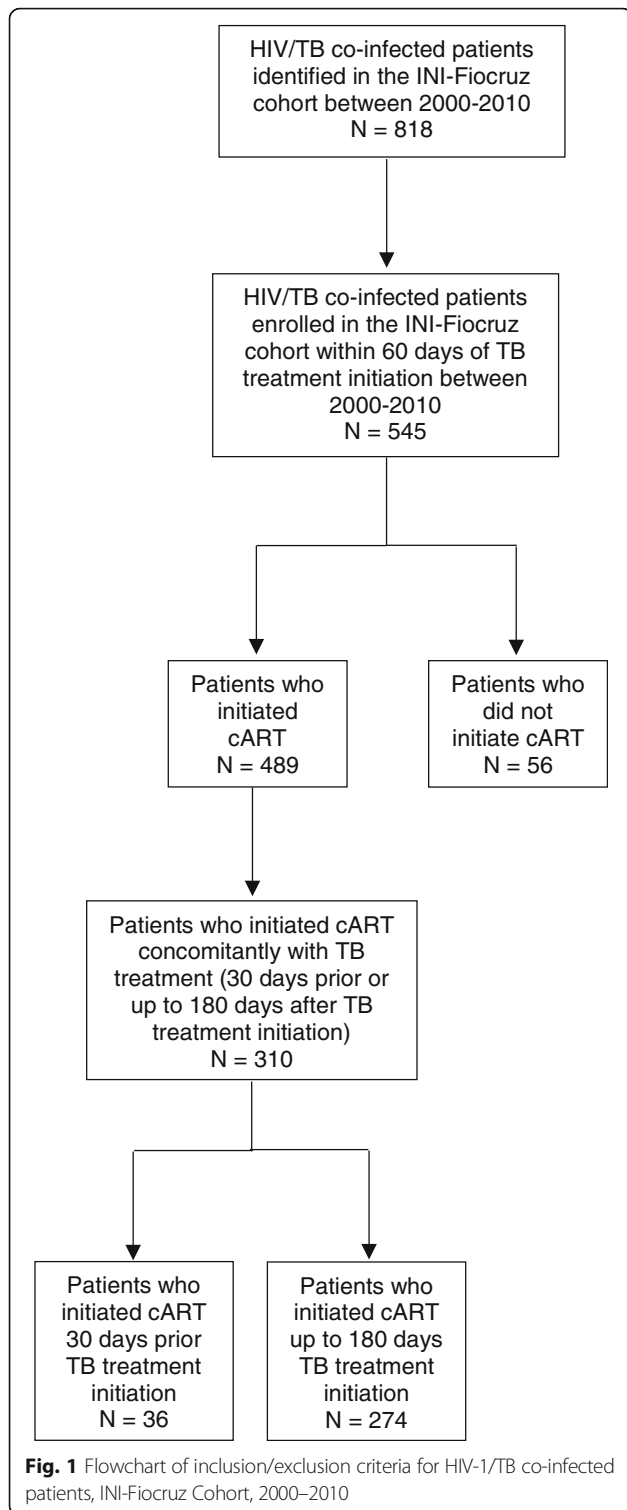 HIV/TB co-infected patients
identified in the INI-Fiocruz
cohort between 2000-2010
N = 818
HIV/TB co-infected patients
enrolled in the INI-Fiocruz
cohort within 60 days of TB
treatment initiation between
2000-2010
N = 545
Patients who
initiated
cART
N = 489
Patients who
did not
initiate cART
N = 56
Patients who initiated cART
concomitantly with TB
treatment (30 days prior or
up to 180 days after TB
treatment initiation)
N = 310
Patients who
initiated cART
30 days prior
TB treatment
initiation
N = 36
Patients who
initiated cART
up to 180 days
TB treatment
initiation
N = 274
Fig. 1 Flowchart of inclusion/exclusion criteria for HIV-1/TB co-infected
patients, INI-Fiocruz Cohort, 2000–2010